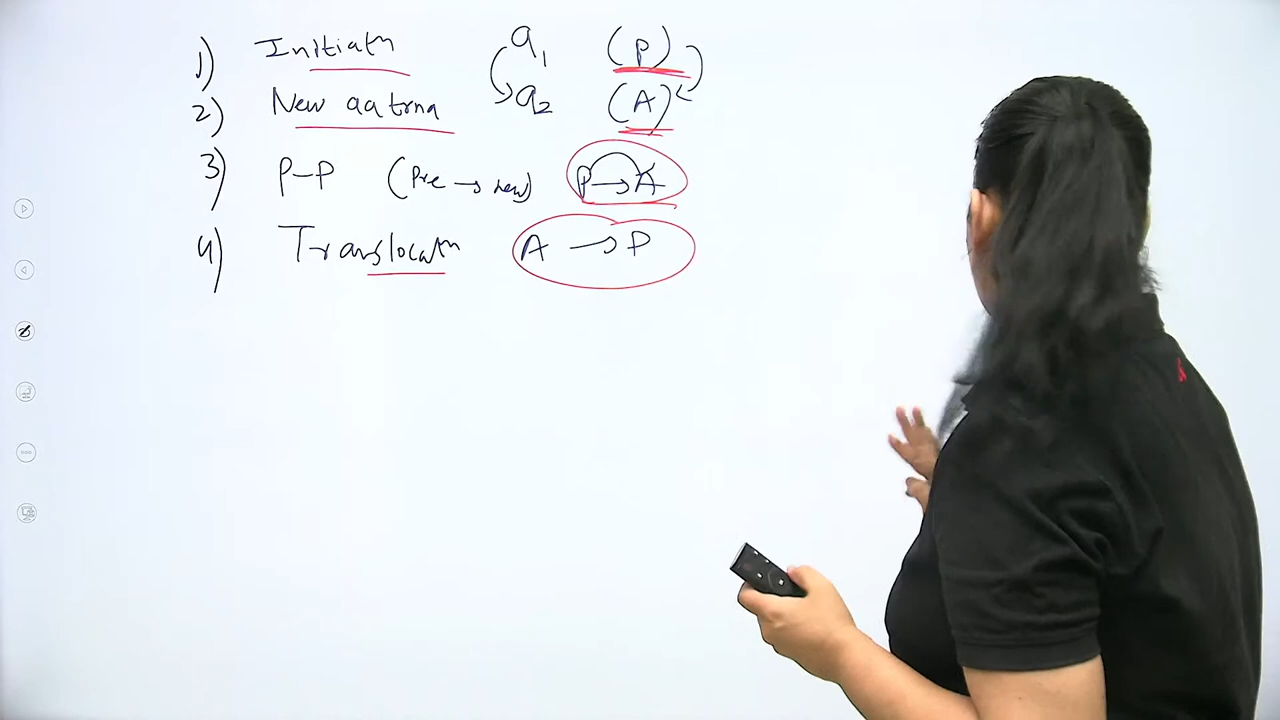 1) Initiatn a1 (P)
2) New aatrna a2 (A)
3) P-P (Pre → new) P → A
4) Translocatn A → P